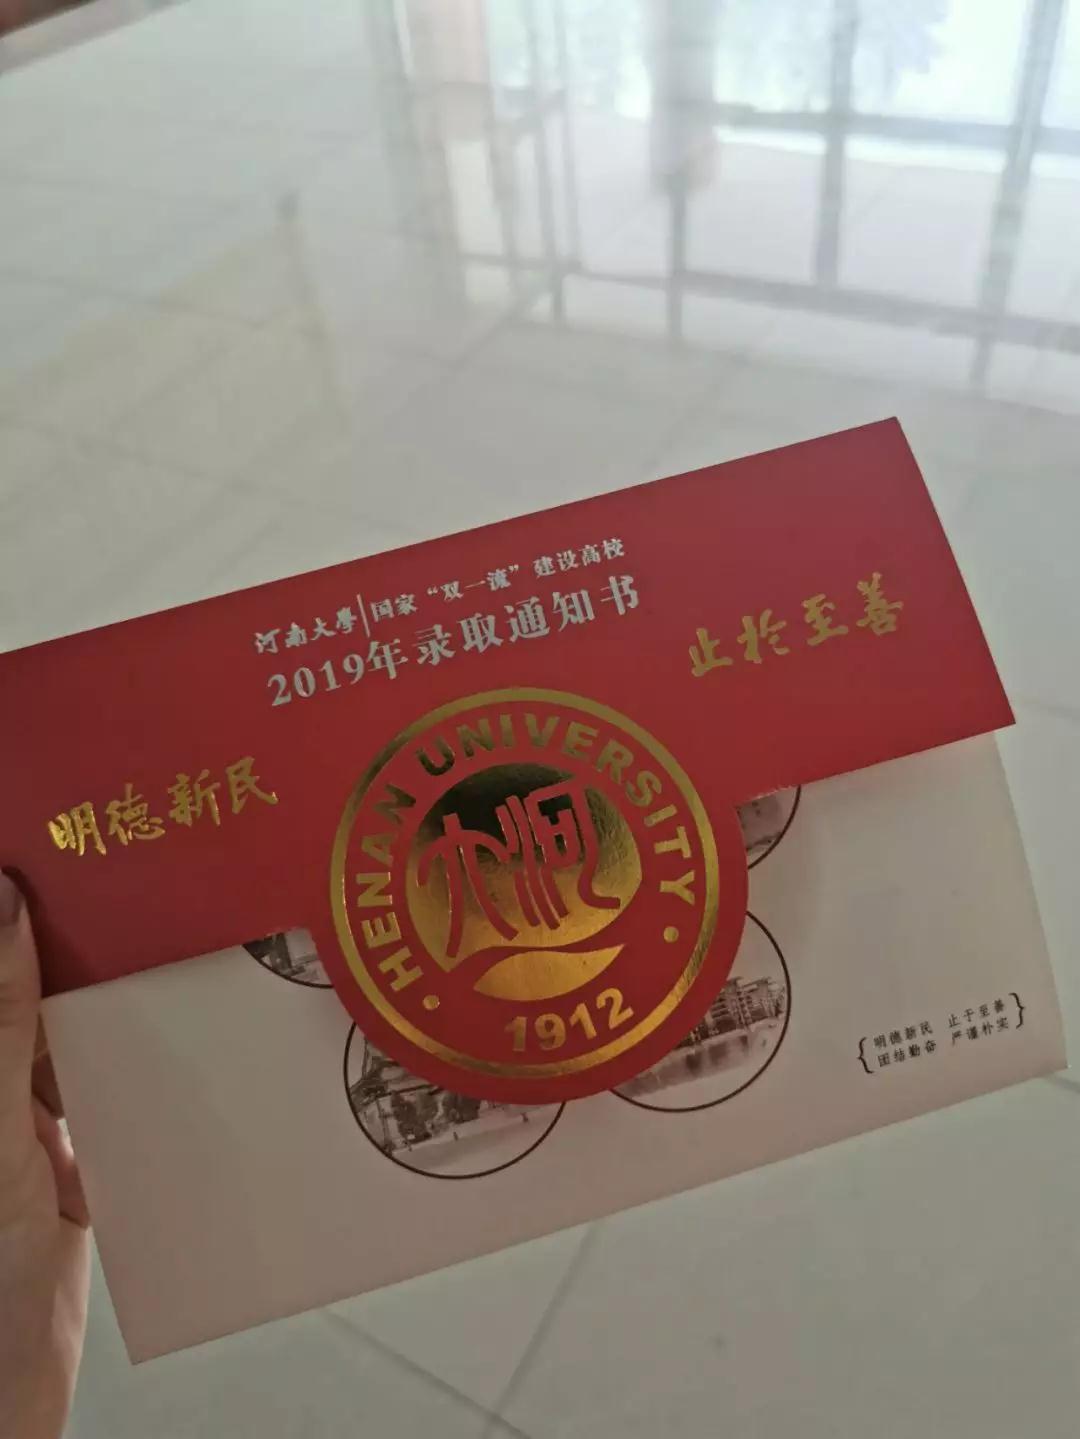 河南大學|国家“双一流”建设高校
2019年录取通知书
止於至善
明德新民
HENAN UNIVERSITY
大河
1912
明德新民 止于至善
团结勤奋 严谨朴实